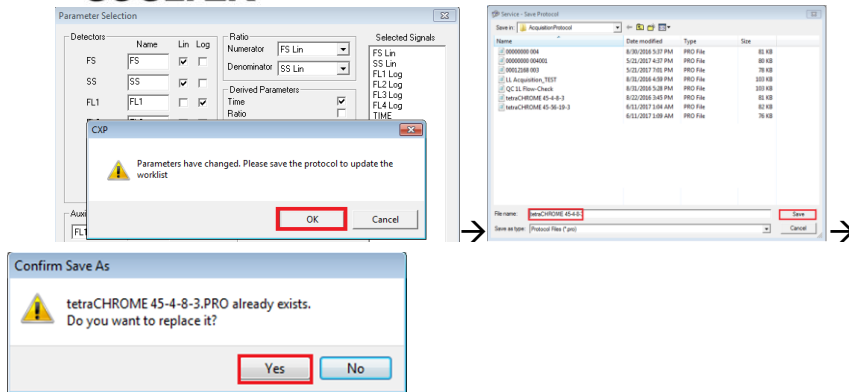 Parameter Selection
Detectors
Name Lin Log
FS FS
SS SS
FL1 FL1
Ratio
Numerator FS Lin
Denominator SS Lin
Derived Parameters
Time
Ratio
Selected Signals
FS Lin
SS Lin
FL1 Log
FL2 Log
FL3 Log
FL4 Log
TIME
CXP
Parameters have changed. Please save the protocol to update the
worklist
OK Cancel
→
Service - Save Protocol
Save in: AcquisitionProtocol
Name Date modified Type Size
00000000 004 8/30/2016 5:37 PM PRO File 81 KB
00000000 004001 5/21/2017 4:37 PM PRO File 80 KB
00012168 003 5/21/2017 7:01 PM PRO File 78 KB
LL Acquisition_TEST 8/31/2016 4:59 PM PRO File 103 KB
QC 1L Flow-Check 8/31/2016 5:28 PM PRO File 103 KB
tetraCHROME 45-4-8-3 8/22/2016 3:45 PM PRO File 81 KB
tetraCHROME 45-56-19-3 6/11/2017 1:04 AM PRO File 82 KB
6/11/2017 1:09 AM PRO File 76 KB
File name: tetraCHROME 45-4-8-3 Save
Save as type: Protocol Files (*.pro) Cancel
→
Confirm Save As
tetraCHROME 45-4-8-3.PRO already exists.
Do you want to replace it?
Yes No